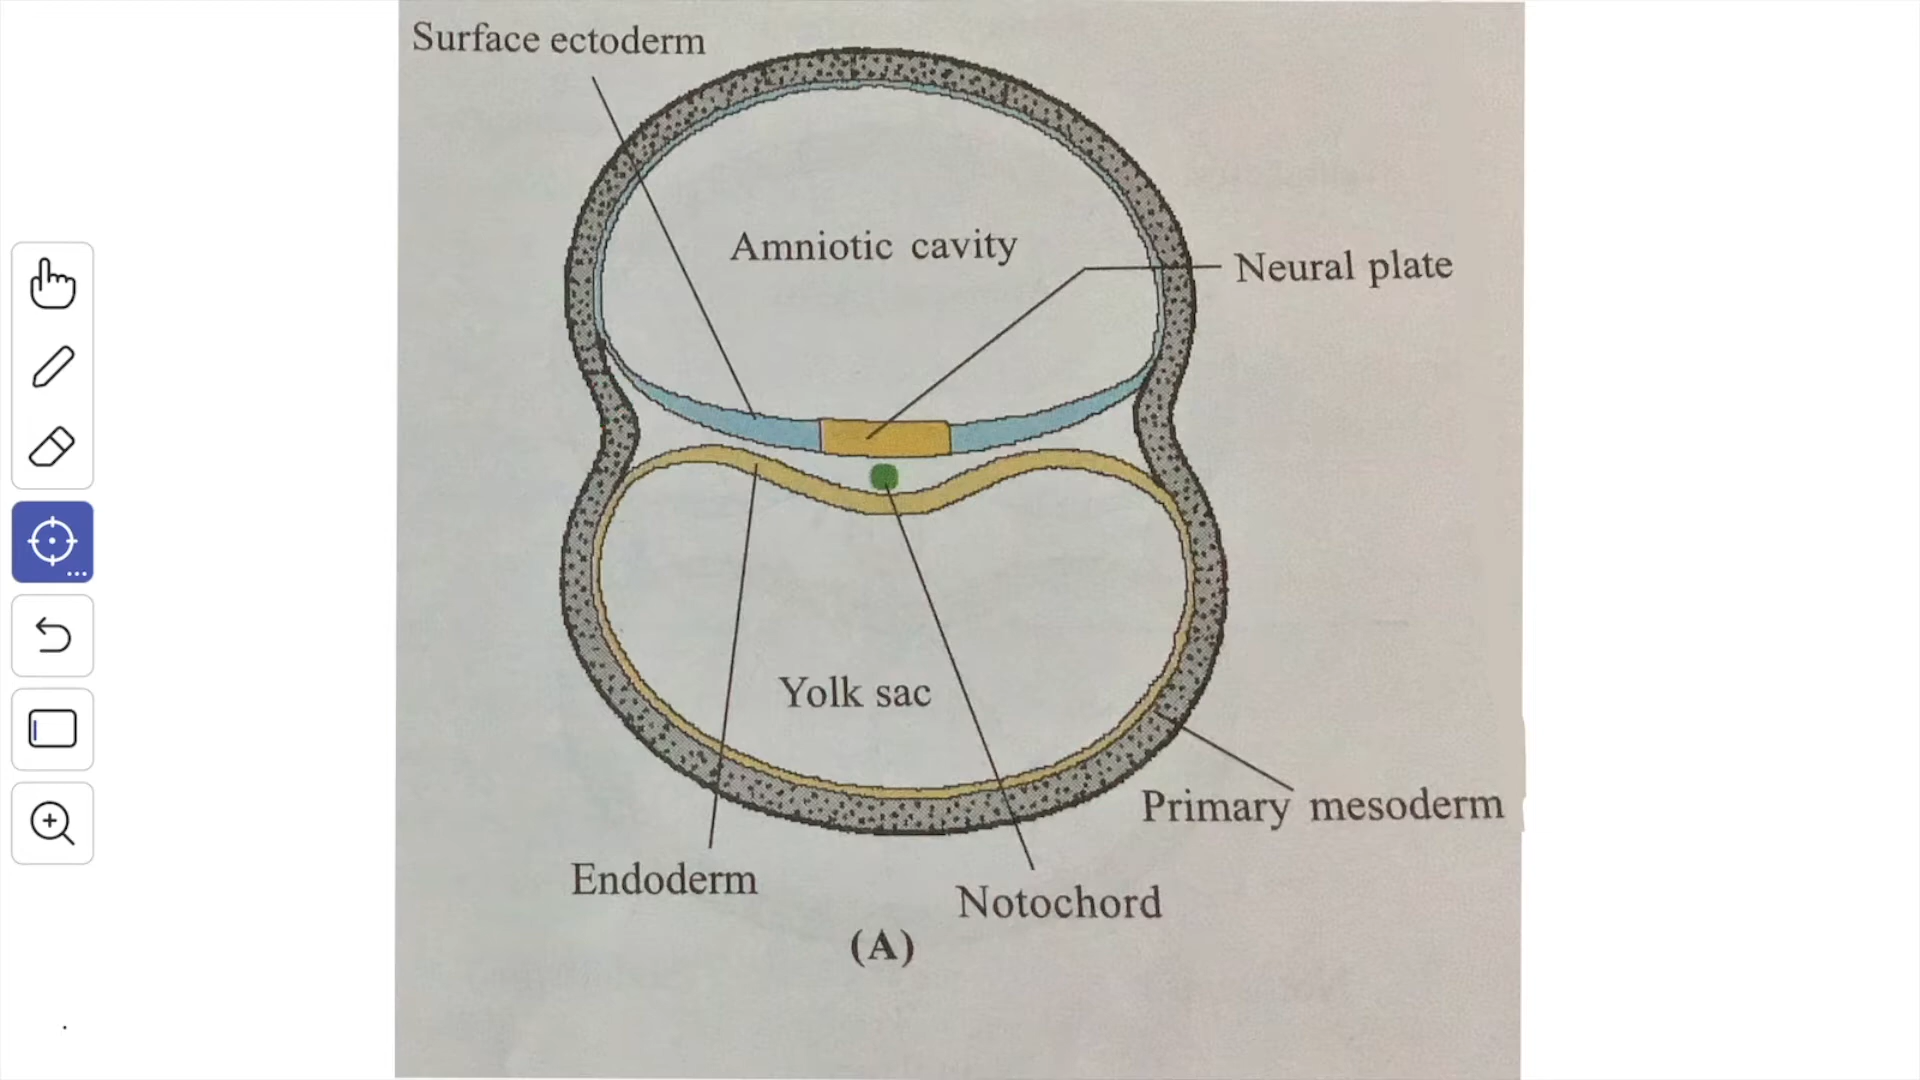 Surface ectoderm
Amniotic cavity
Neural plate
Yolk sac
Primary mesoderm
Endoderm
Notochord
(A)